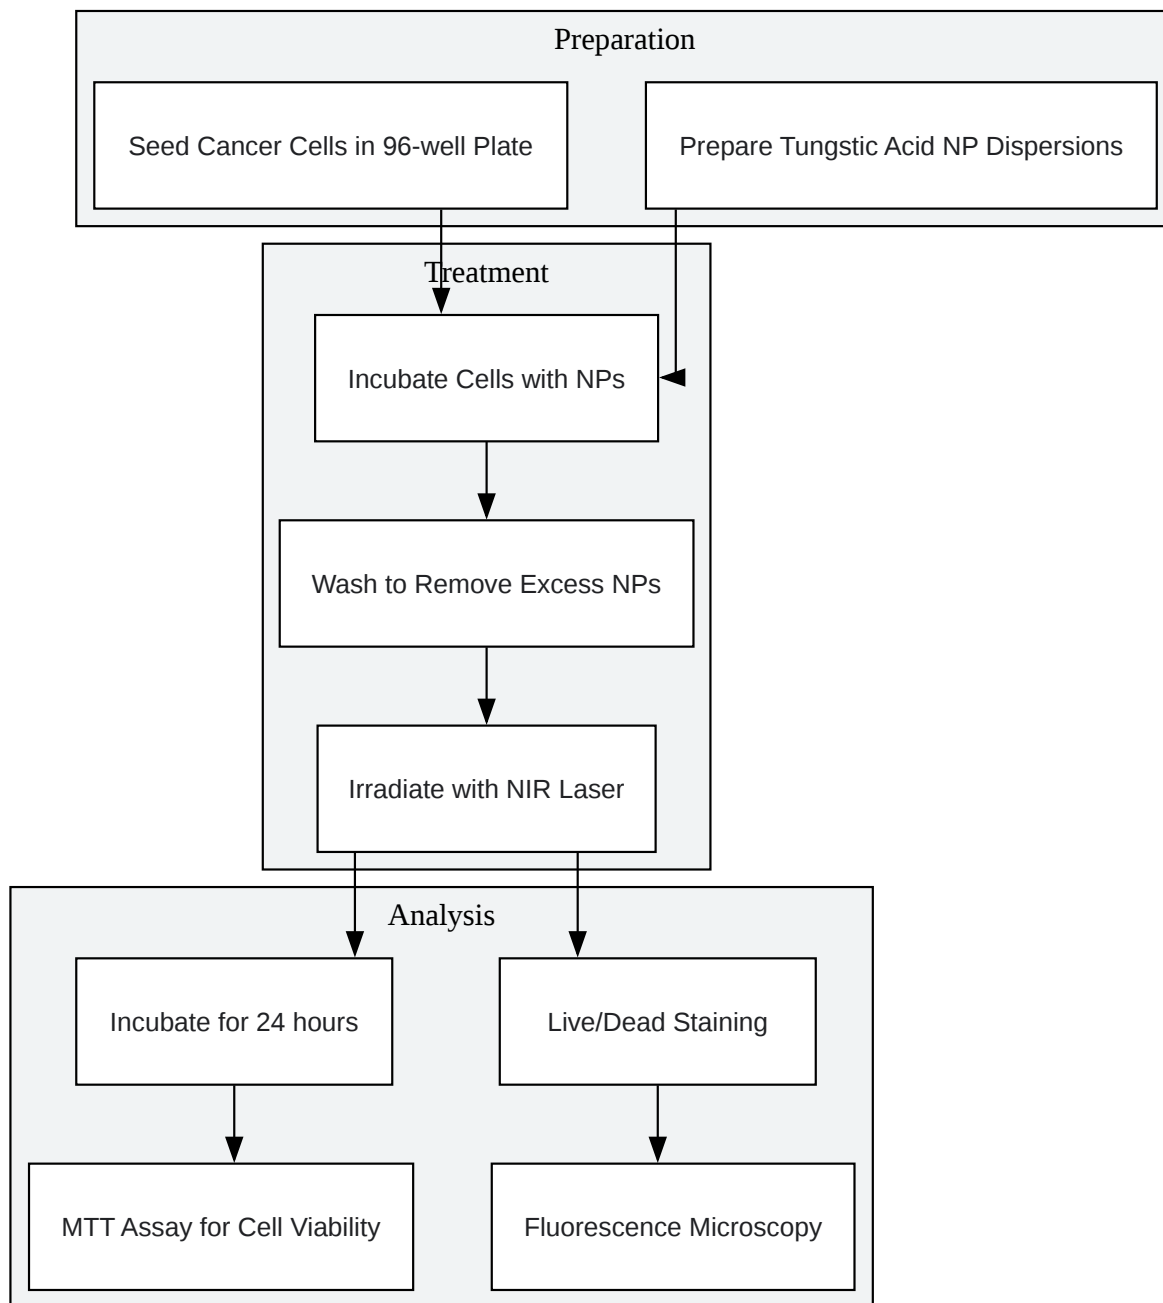 Preparation
Seed Cancer Cells in 96-well Plate
Prepare Tungstic Acid NP Dispersions
Treatment
Incubate Cells with NPs
Wash to Remove Excess NPs
Irradiate with NIR Laser
Analysis
Incubate for 24 hours
Live/Dead Staining
MTT Assay for Cell Viability
Fluorescence Microscopy